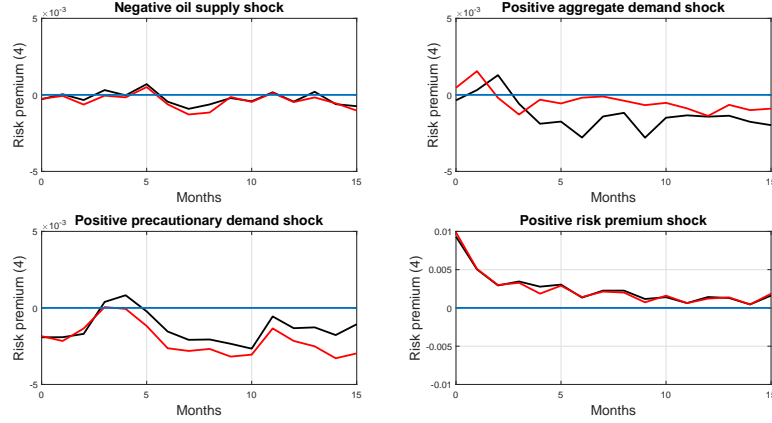 Negative oil supply shock
×10⁻³
5
0
-5
Risk premium (4)
0 5 10 15
Months
Positive aggregate demand shock
×10⁻³
5
0
-5
Risk premium (4)
0 5 10 15
Months
Positive precautionary demand shock
×10⁻³
5
0
-5
Risk premium (4)
0 5 10 15
Months
Positive risk premium shock
0.01
0.005
0
-0.005
-0.01
Risk premium (4)
0 5 10 15
Months